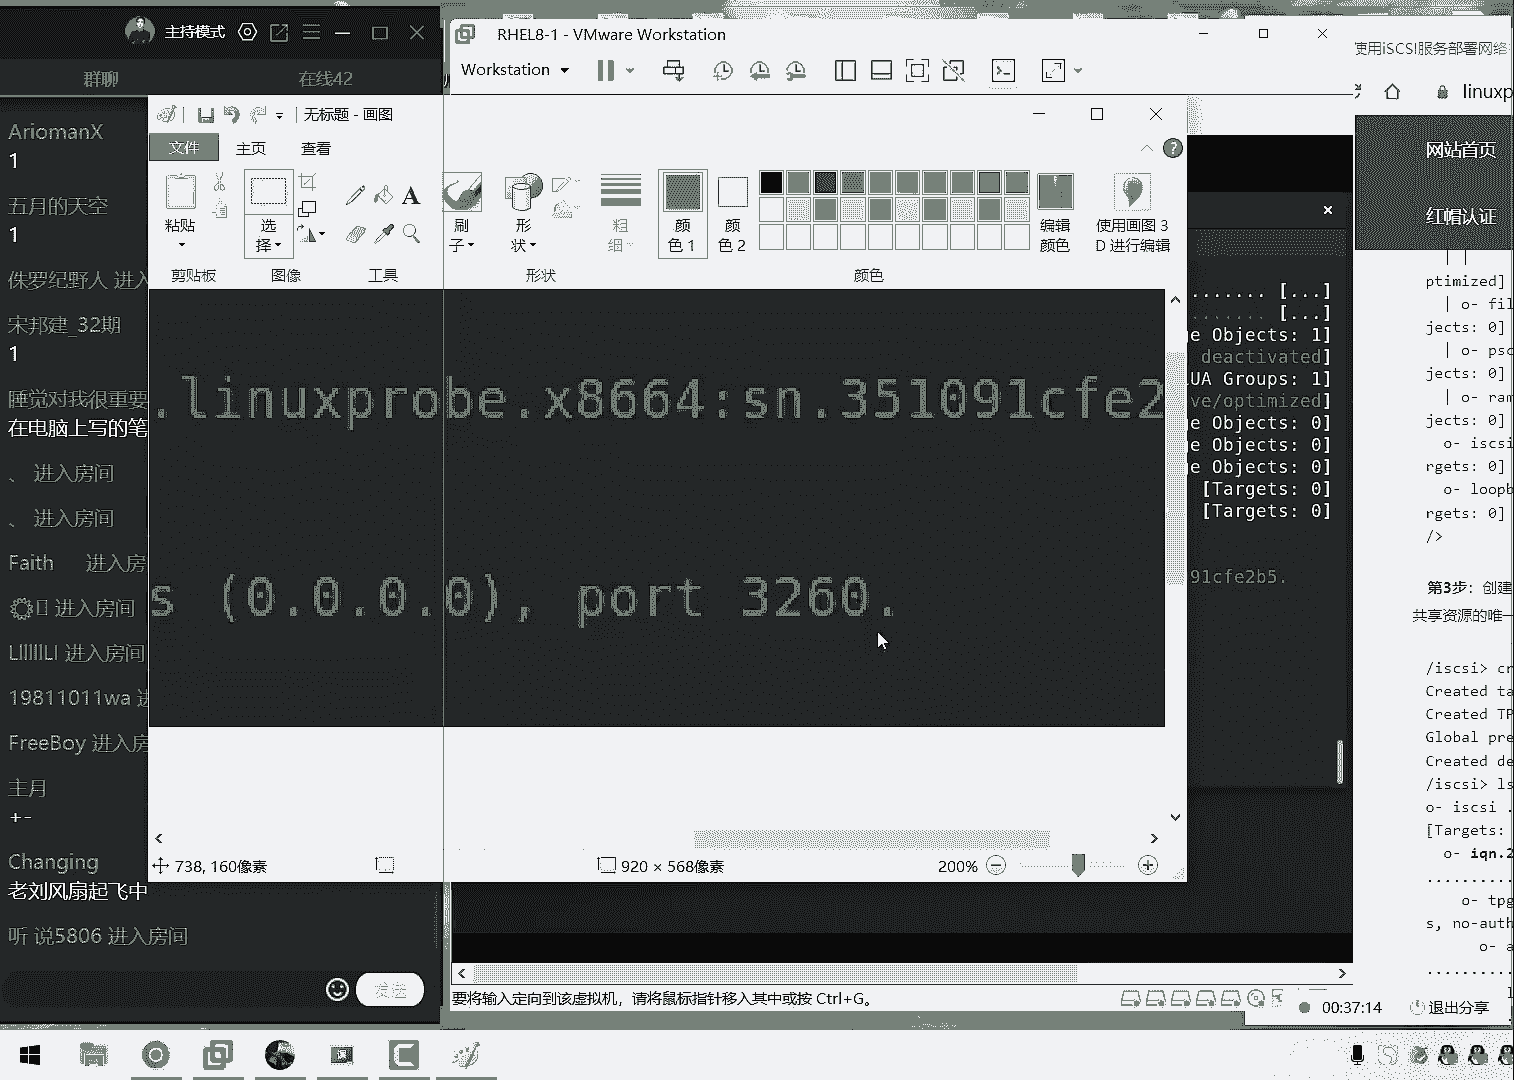 主持模式
群聊
在线42
AriomanX
1
五月的天空
1
侏罗纪野人 进入
宋邦建_32期
1
睡觉对我很重要
在电脑上写的笔
、 进入房间
、 进入房间
Faith 进入房
进入房间
LlllllLl 进入房间
19811011wa 进
FreeBoy 进入房
主月
+-
Changing
老刘风扇起飞中
听 说5806 进入房间
发送
RHEL8-1 - VMware Workstation
Workstation
无标题 - 画图
文件
主页
查看
粘贴
选择
刷子
形状
粗细
颜色 1
颜色 2
编辑颜色
使用画图 3D 进行编辑
剪贴板
图像
工具
形状
颜色
.linuxprobe.x8664:sn.351091cfe2
s (0.0.0.0), port 3260.
738, 160像素
920 × 568像素
200%
....... [...]
........ [...]
ge Objects: 1]
deactivated]
LUA Groups: 1]
ve/optimized]
ge Objects: 0]
ge Objects: 0]
ge Objects: 0]
[Targets: 0]
[Targets: 0]
91cfe2b5.
要将输入定向到该虚拟机，请将鼠标指针移入其中或按 Ctrl+G。
使用iSCSI服务部署网络
linuxp
网站首页
红帽认证
| |
ptimized]
| o- fil
jects: 0]
| o- psc
jects: 0]
| o- ram
jects: 0]
o- iscsi
rgets: 0]
o- loopb
rgets: 0]
/>
第3步：创建
共享资源的唯一
/iscsi> cr
Created ta
Created TP
Global pre
Created de
/iscsi> ls
o- iscsi .
[Targets:
o- iqn.2
..........
o- tpg
s, no-auth
o- a
..........
00:37:14
退出分享